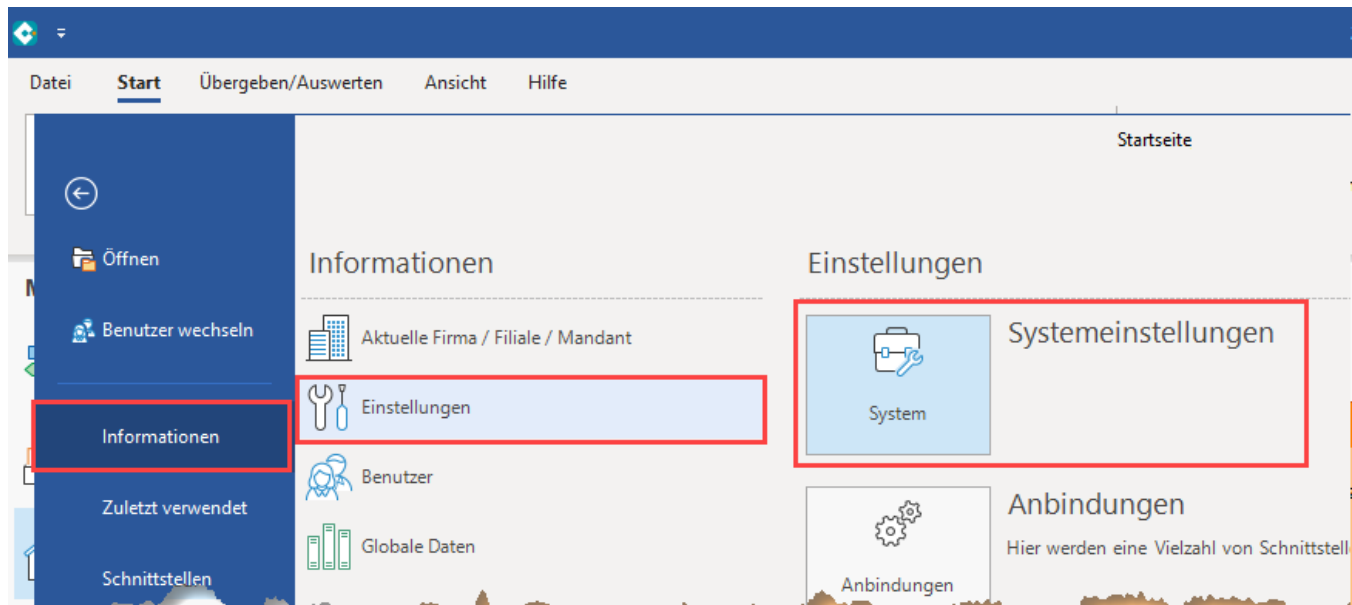 Datei Start Übergeben/Auswerten Ansicht Hilfe
Startseite
Öffnen
Benutzer wechseln
Informationen
Zuletzt verwendet
Schnittstellen
Informationen
Aktuelle Firma / Filiale / Mandant
Einstellungen
Benutzer
Globale Daten
Einstellungen
System
Systemeinstellungen
Anbindungen
Anbindungen
Hier werden eine Vielzahl von Schnittstell